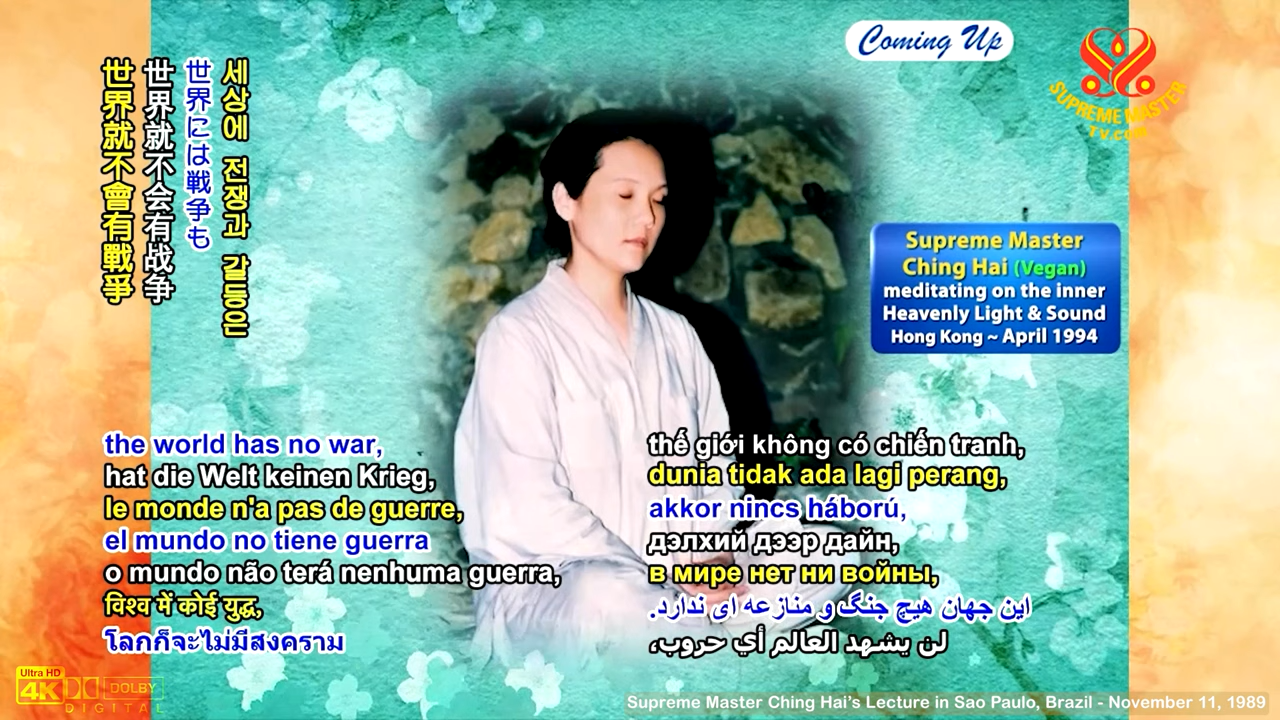 Coming Up
SUPREME MASTER
TV.com
世界就不會有戰爭
世界就不会有战争
世界には戦争も
세상에 전쟁과 갈등은
Supreme Master
Ching Hai (Vegan)
meditating on the inner
Heavenly Light & Sound
Hong Kong ~ April 1994
the world has no war,
hat die Welt keinen Krieg,
le monde n'a pas de guerre,
el mundo no tiene guerra
o mundo não terá nenhuma guerra,
विश्व में कोई युद्ध,
โลกก็จะไม่มีสงคราม
thế giới không có chiến tranh,
dunia tidak ada lagi perang,
akkor nincs háború,
дэлхий дээр дайн,
в мире нет ни войны,
این جهان هیچ جنگ و منازعه ای ندارد.
لن يشهد العالم أي حروب،
Ultra HD
4K DOLBY
DIGITAL
Supreme Master Ching Hai's Lecture in Sao Paulo, Brazil - November 11, 1989